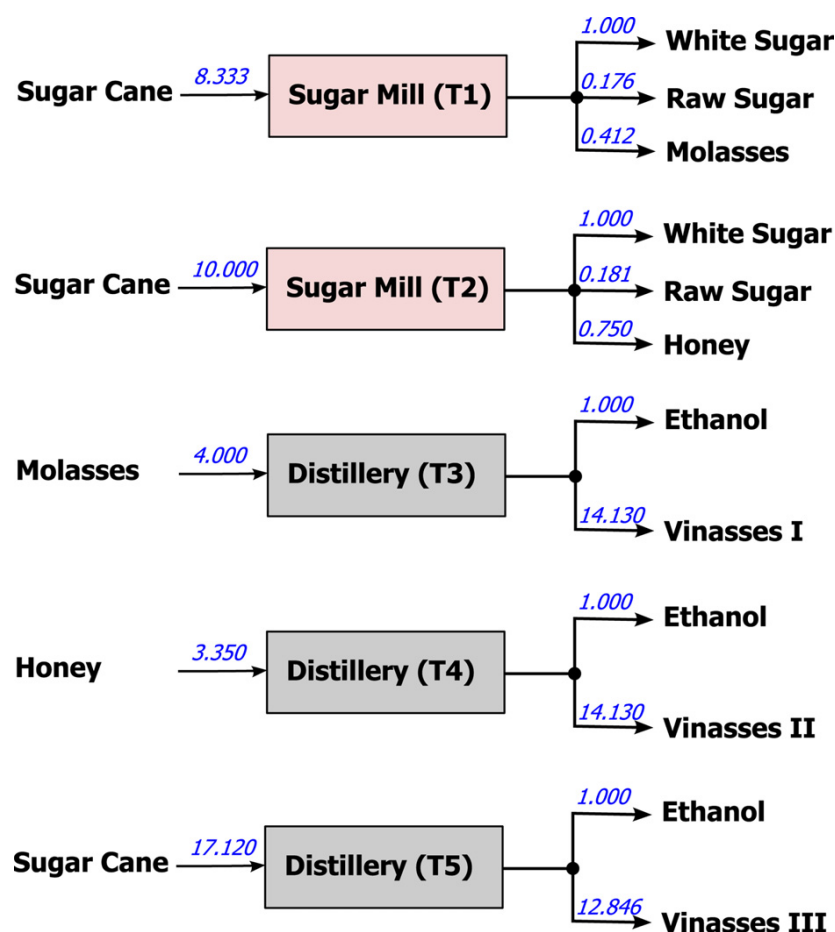 1.000
White Sugar
8.333
Sugar Cane
Sugar Mill (T1)
0.176
Raw Sugar
0.412
Molasses
1.000
White Sugar
10.000
Sugar Cane
Sugar Mill (T2)
0.181
Raw Sugar
0.750
Honey
1.000
Ethanol
4.000
Molasses
Distillery (T3)
14.130
Vinasses I
1.000
Ethanol
3.350
Honey
Distillery (T4)
14.130
Vinasses II
1.000
Ethanol
17.120
Sugar Cane
Distillery (T5)
12.846
Vinasses III